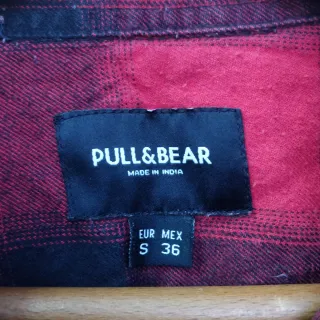 PULL&BEAR
MADE IN INDIA
EUR MEX
S 36